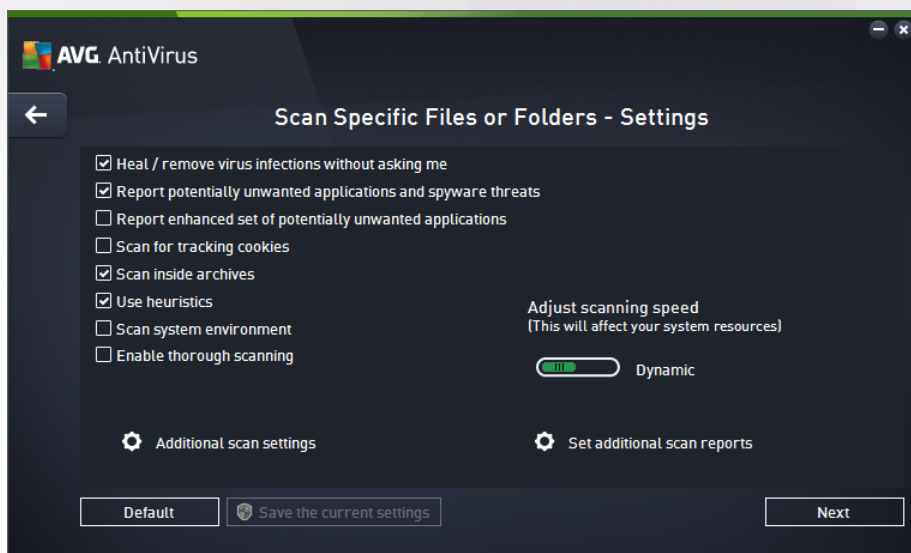 AVG. AntiVirus
Scan Specific Files or Folders - Settings
Heal / remove virus infections without asking me
Report potentially unwanted applications and spyware threats
Report enhanced set of potentially unwanted applications
Scan for tracking cookies
Scan inside archives
Use heuristics
Scan system environment
Enable thorough scanning
Adjust scanning speed
(This will affect your system resources)
Dynamic
Additional scan settings
Set additional scan reports
Default
Save the current settings
Next